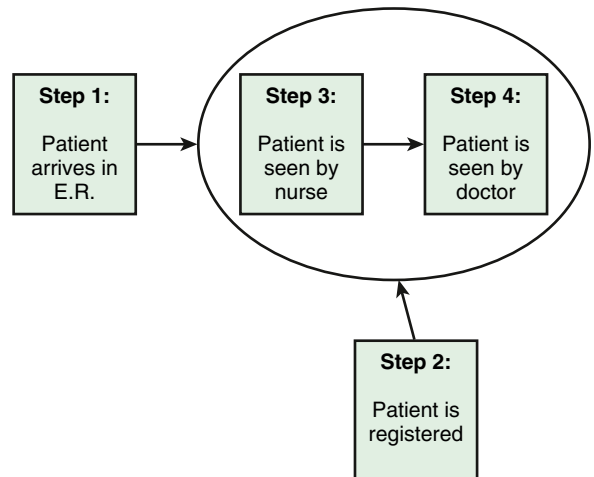 Step 1:
Patient
arrives in
E.R.
Step 3:
Patient is
seen by
nurse
Step 4:
Patient is
seen by
doctor
Step 2:
Patient is
registered